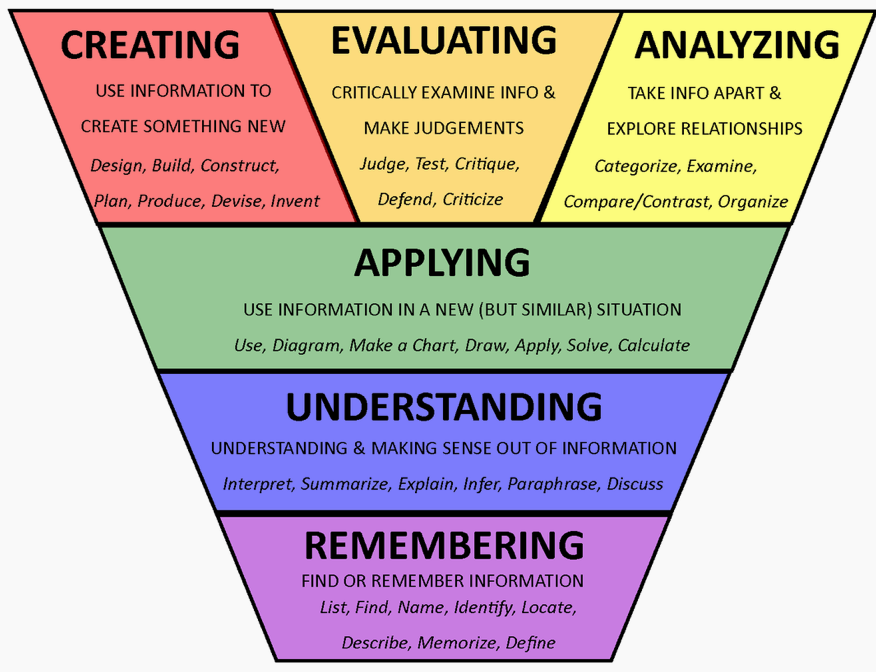 CREATING
USE INFORMATION TO
CREATE SOMETHING NEW
Design, Build, Construct,
Plan, Produce, Devise, Invent
EVALUATING
CRITICALLY EXAMINE INFO &
MAKE JUDGEMENTS
Judge, Test, Critique,
Defend, Criticize
ANALYZING
TAKE INFO APART &
EXPLORE RELATIONSHIPS
Categorize, Examine,
Compare/Contrast, Organize
APPLYING
USE INFORMATION IN A NEW (BUT SIMILAR) SITUATION
Use, Diagram, Make a Chart, Draw, Apply, Solve, Calculate
UNDERSTANDING
UNDERSTANDING & MAKING SENSE OUT OF INFORMATION
Interpret, Summarize, Explain, Infer, Paraphrase, Discuss
REMEMBERING
FIND OR REMEMBER INFORMATION
List, Find, Name, Identify, Locate,
Describe, Memorize, Define